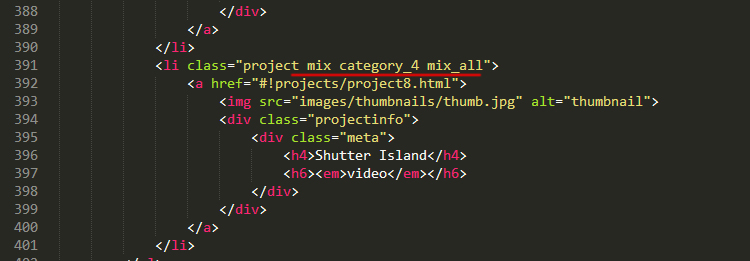 388 </div>
389 </a>
390 </li>
391 <li class="project mix category_4 mix_all">
392 <a href="#!projects/project8.html">
393 <img src="images/thumbnails/thumb.jpg" alt="thumbnail">
394 <div class="projectinfo">
395 <div class="meta">
396 <h4>Shutter Island</h4>
397 <h6><em>video</em></h6>
398 </div>
399 </div>
400 </a>
401 </li>